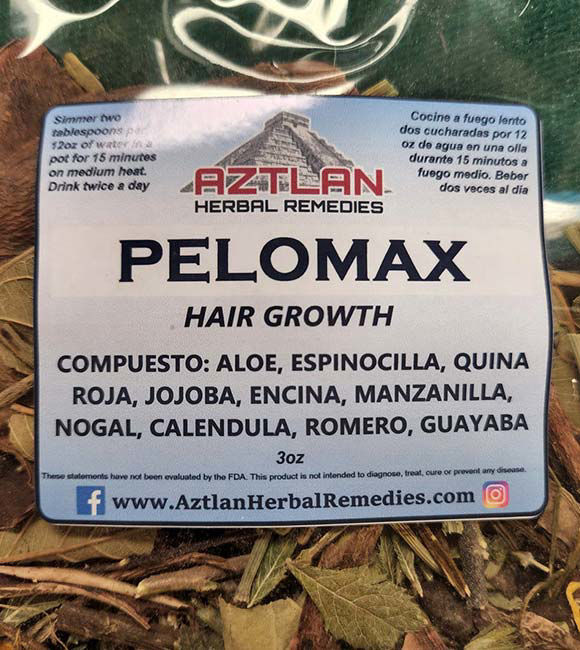 Simmer two
tablespoons per
12oz of water in a
pot for 15 minutes
on medium heat.
Drink twice a day
Cocine a fuego lento
dos cucharadas por 12
oz de agua en una olla
durante 15 minutos a
fuego medio. Beber
dos veces al día
AZTLAN
HERBAL REMEDIES
PELOMAX
HAIR GROWTH
COMPUESTO: ALOE, ESPINOCILLA, QUINA
ROJA, JOJOBA, ENCINA, MANZANILLA,
NOGAL, CALENDULA, ROMERO, GUAYABA
3oz
These statements have not been evaluated by the FDA. This product is not intended to diagnose, treat, cure or prevent any disease.
www.AztlanHerbalRemedies.com